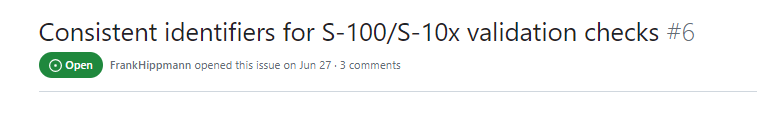 Consistent identifiers for S-100/S-10x validation checks #6
Open FrankHippmann opened this issue on Jun 27 · 3 comments